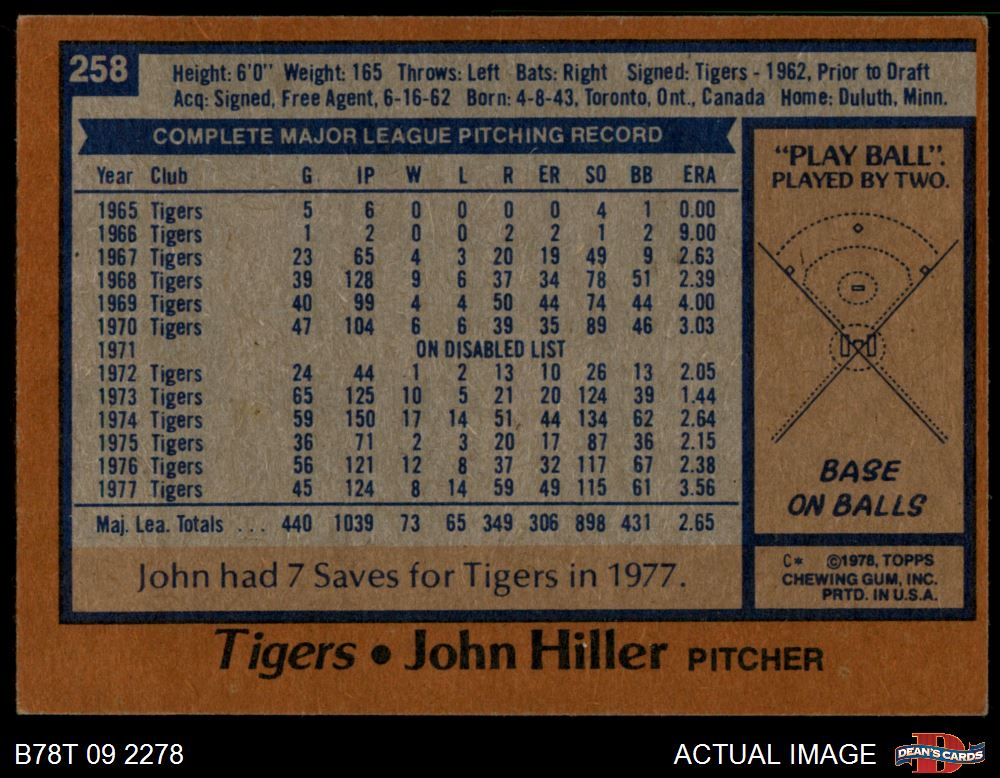 258
Height: 6'0" Weight: 165 Throws: Left Bats: Right Signed: Tigers - 1962, Prior to Draft
Acq: Signed, Free Agent, 6-16-62 Born: 4-8-43, Toronto, Ont., Canada Home: Duluth, Minn.
COMPLETE MAJOR LEAGUE PITCHING RECORD
Year Club G IP W L R ER SO BB ERA
1965 Tigers 5 6 0 0 0 0 4 1 0.00
1966 Tigers 1 2 0 0 2 2 1 2 9.00
1967 Tigers 23 65 4 3 20 19 49 9 2.63
1968 Tigers 39 128 9 6 37 34 78 51 2.39
1969 Tigers 40 99 4 4 50 44 74 44 4.00
1970 Tigers 47 104 6 6 39 35 89 46 3.03
1971 ON DISABLED LIST
1972 Tigers 24 44 1 2 13 10 26 13 2.05
1973 Tigers 65 125 10 5 21 20 124 39 1.44
1974 Tigers 59 150 17 14 51 44 134 62 2.64
1975 Tigers 36 71 2 3 20 17 87 36 2.15
1976 Tigers 56 121 12 8 37 32 117 67 2.38
1977 Tigers 45 124 8 14 59 49 115 61 3.56
Maj. Lea. Totals ... 440 1039 73 65 349 306 898 431 2.65
John had 7 Saves for Tigers in 1977.
"PLAY BALL".
PLAYED BY TWO.
BASE
ON BALLS
C* ©1978, TOPPS
CHEWING GUM, INC.
PRTD. IN U.S.A.
Tigers • John Hiller PITCHER
B78T 09 2278
ACTUAL IMAGE
D
DEAN'S CARDS